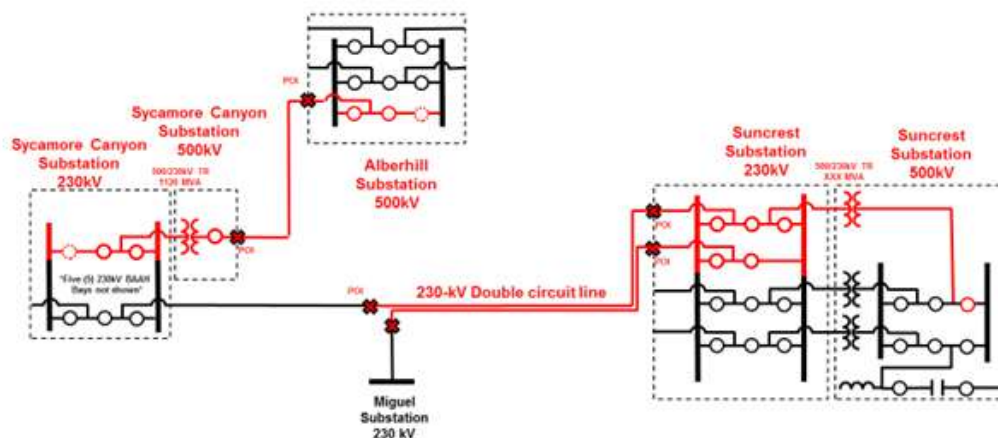 POI
Sycamore Canyon
Substation
500kV
Sycamore Canyon
Substation
230kV
500/230kV TR
1120 MVA
Alberhill
Substation
500kV
POI
"Five (5) 230kV BAAH
Bays not shown"
POI
230-kV Double circuit line
Miguel
Substation
230 kV
Suncrest
Substation
230kV
500/230kV TR
XXX MVA
Suncrest
Substation
500kV
POI
POI